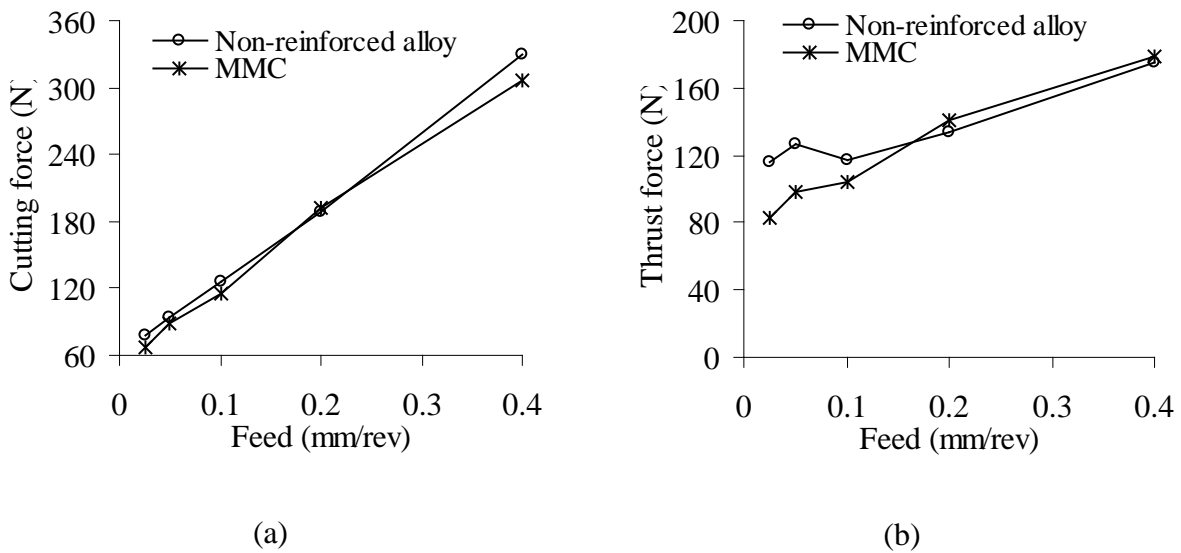 360
300
240
180
120
60
0
0.1
0.2
0.3
0.4
Cutting force (N)
Feed (mm/rev)
Non-reinforced alloy
MMC
(a)
200
160
120
80
40
0
0
0.1
0.2
0.3
0.4
Thrust force (N)
Feed (mm/rev)
Non-reinforced alloy
MMC
(b)